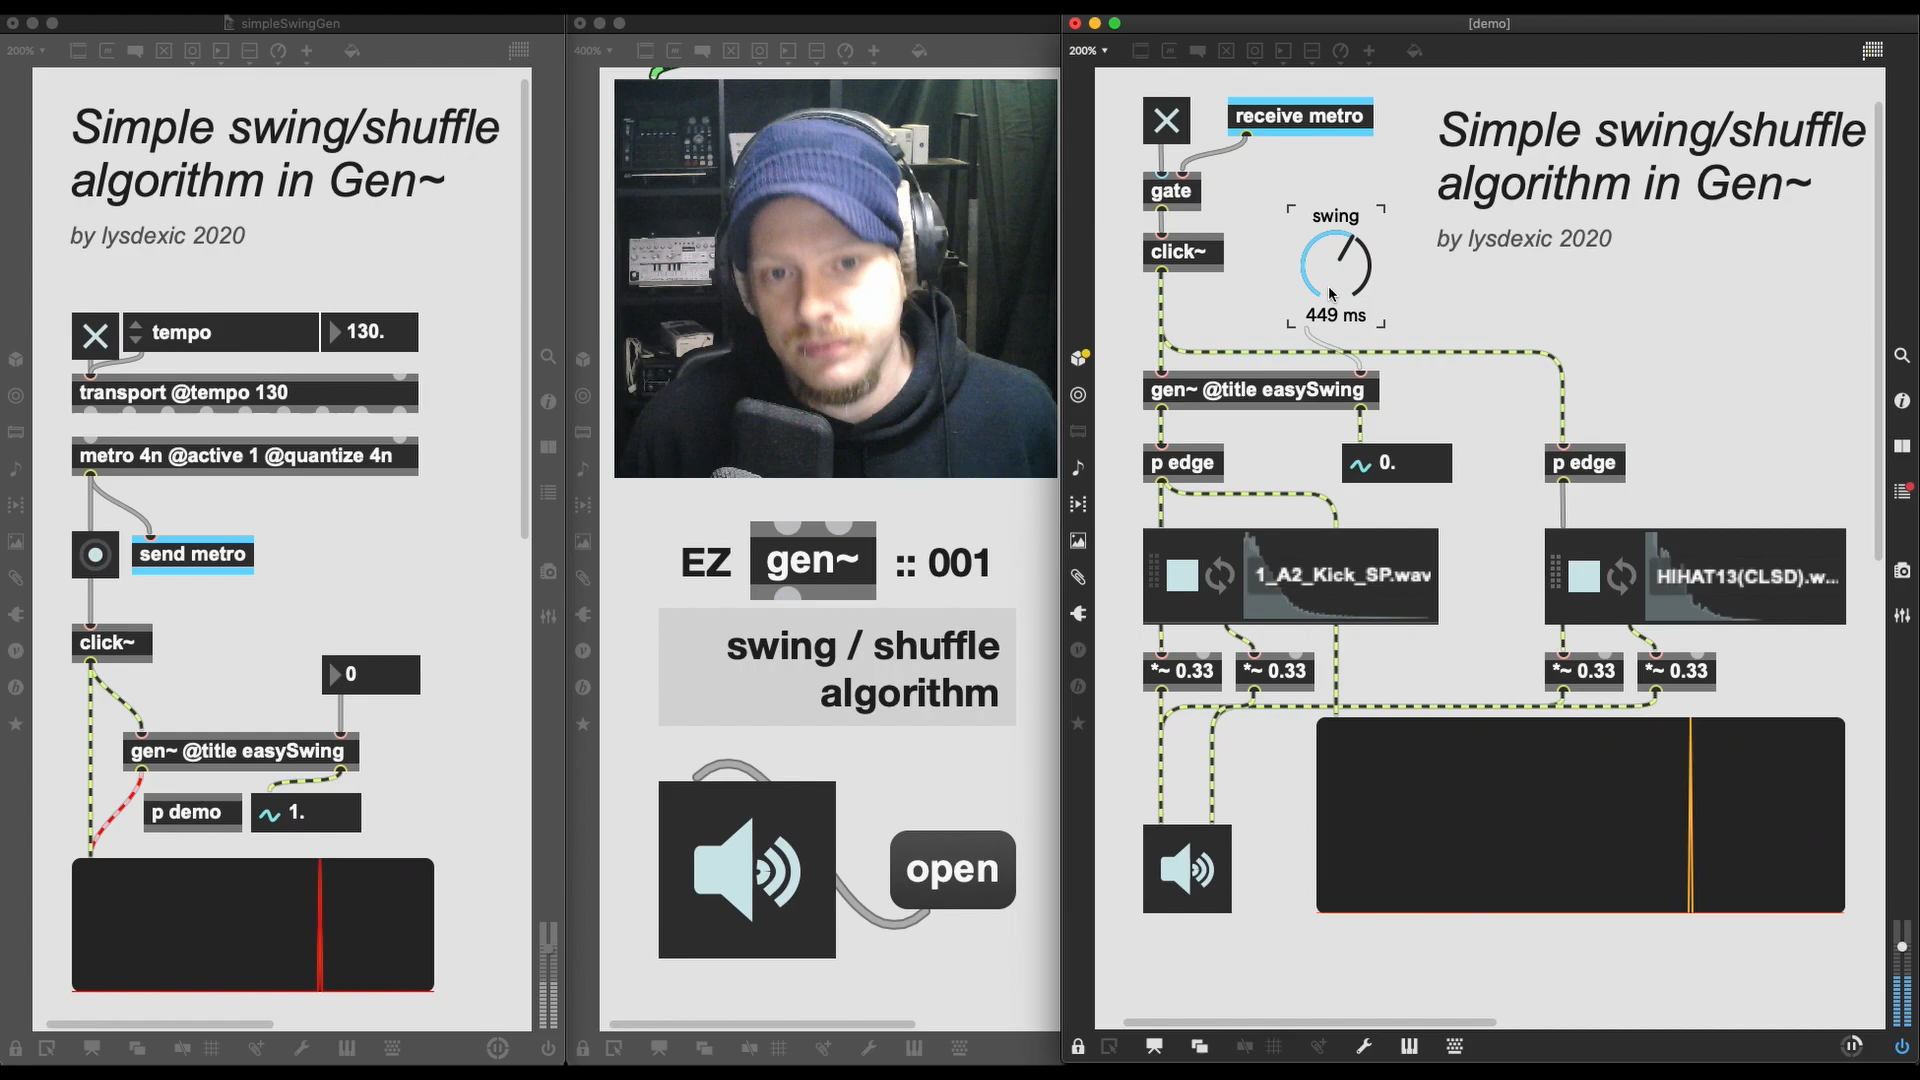 simpleSwingGen
200%
Simple swing/shuffle
algorithm in Gen~
by lysdexic 2020
tempo
130.
transport @tempo 130
metro 4n @active 1 @quantize 4n
send metro
click~
0
gen~ @title easySwing
p demo
1.
400%
EZ gen~ :: 001
swing / shuffle
algorithm
open
[demo]
200%
receive metro
Simple swing/shuffle
algorithm in Gen~
by lysdexic 2020
gate
swing
449 ms
click~
gen~ @title easySwing
p edge
0.
p edge
1_A2_Kick_SP.wav
HIHAT13(CLSD).w...
*~ 0.33
*~ 0.33
*~ 0.33
*~ 0.33